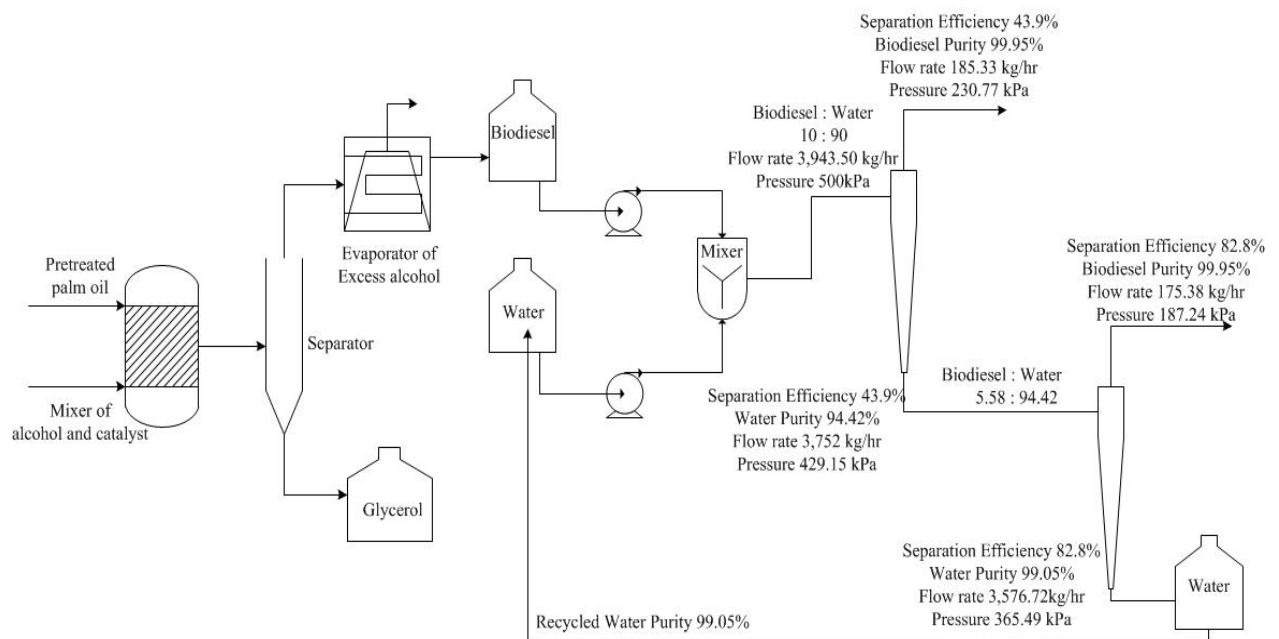 Separation Efficiency 43.9%
Biodiesel Purity 99.95%
Flow rate 185.33 kg/hr
Pressure 230.77 kPa
Biodiesel : Water
10 : 90
Flow rate 3,943.50 kg/hr
Pressure 500kPa
Biodiesel
Evaporator of
Excess alcohol
Mixer
Pretreated
palm oil
Water
Separator
Mixer of
alcohol and catalyst
Glycerol
Separation Efficiency 82.8%
Biodiesel Purity 99.95%
Flow rate 175.38 kg/hr
Pressure 187.24 kPa
Biodiesel : Water
5.58 : 94.42
Separation Efficiency 43.9%
Water Purity 94.42%
Flow rate 3,752 kg/hr
Pressure 429.15 kPa
Separation Efficiency 82.8%
Water Purity 99.05%
Flow rate 3,576.72kg/hr
Pressure 365.49 kPa
Water
Recycled Water Purity 99.05%